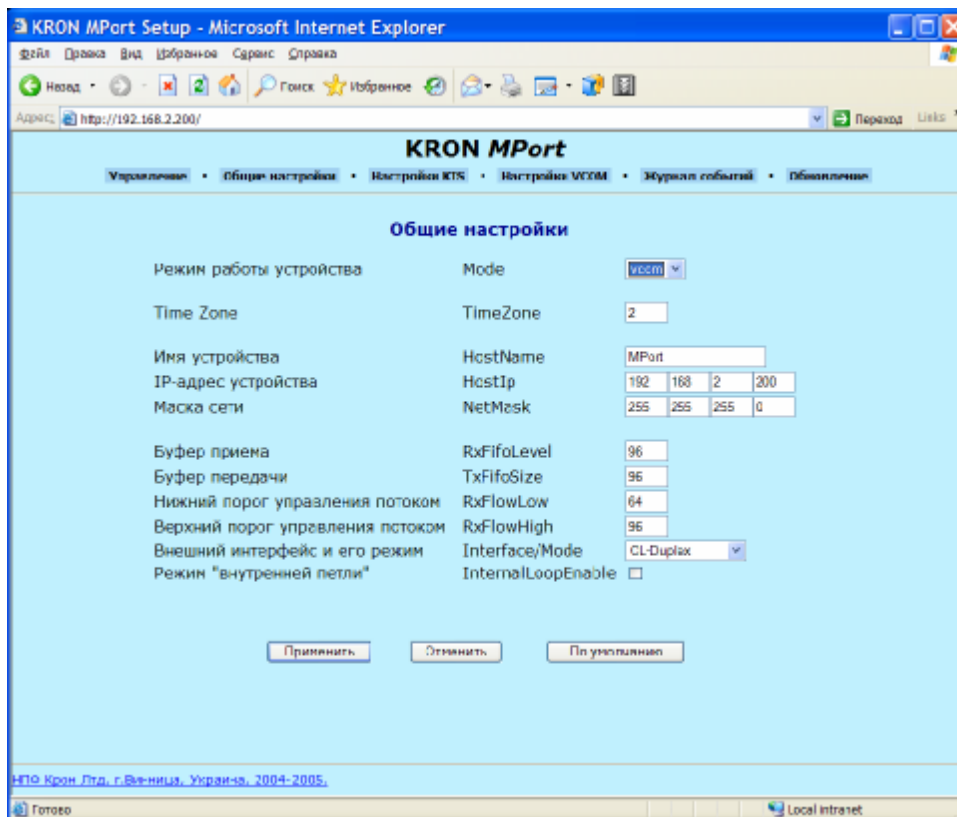 KRON MPort Setup - Microsoft Internet Explorer
Файл Правка Вид Избранное Сервис Справка
Назад Поиск Избранное
Адрес: http://192.168.2.200/ Переход Links
KRON MPort
Управление • Общие настройки • Настройки KTS • Настройки VCOM • Журнал событий • Обновление
Общие настройки
Режим работы устройства Mode vcom
Time Zone TimeZone 2
Имя устройства HostName MPort
IP-адрес устройства HostIp 192 168 2 200
Маска сети NetMask 255 255 255 0
Буфер приема RxFifoLevel 96
Буфер передачи TxFifoSize 96
Нижний порог управления потоком RxFlowLow 64
Верхний порог управления потоком RxFlowHigh 96
Внешний интерфейс и его режим Interface/Mode CL-Duplex
Режим "внутренней петли" InternalLoopEnable
Применить Отменить По умолчанию
НПФ Крон Лтд, г.Винница, Украина, 2004-2005.
Готово Local intranet